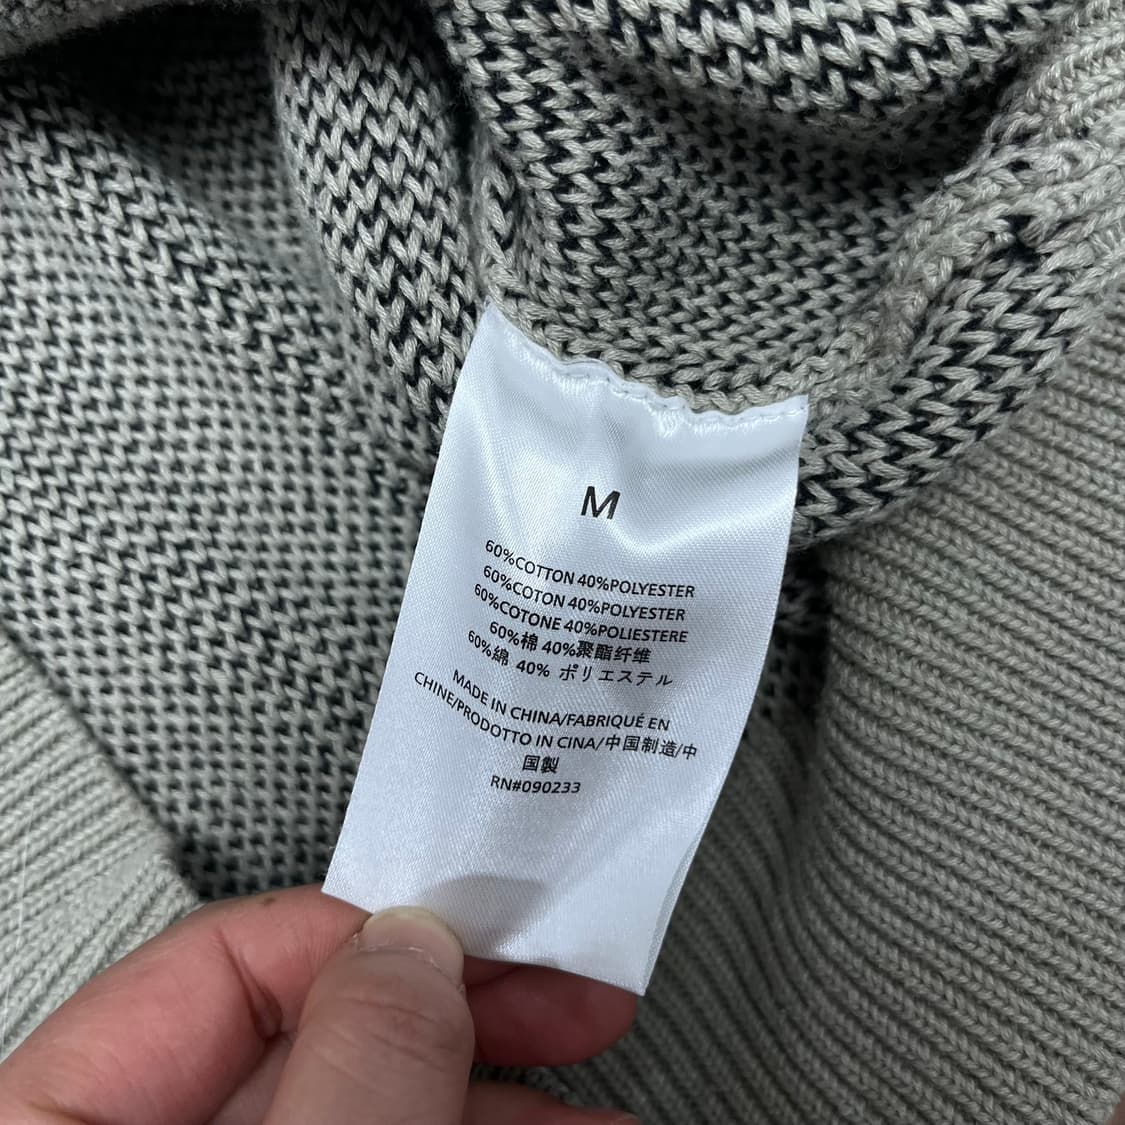 M
60%COTTON 40%POLYESTER
60%COTON 40%POLYESTER
60%COTONE 40%POLIESTERE
60%棉 40%聚酯纤维
60%綿 40% ポリエステル
MADE IN CHINA/FABRIQUÉ EN
CHINE/PRODOTTO IN CINA/中国制造/中
国製
RN#090233